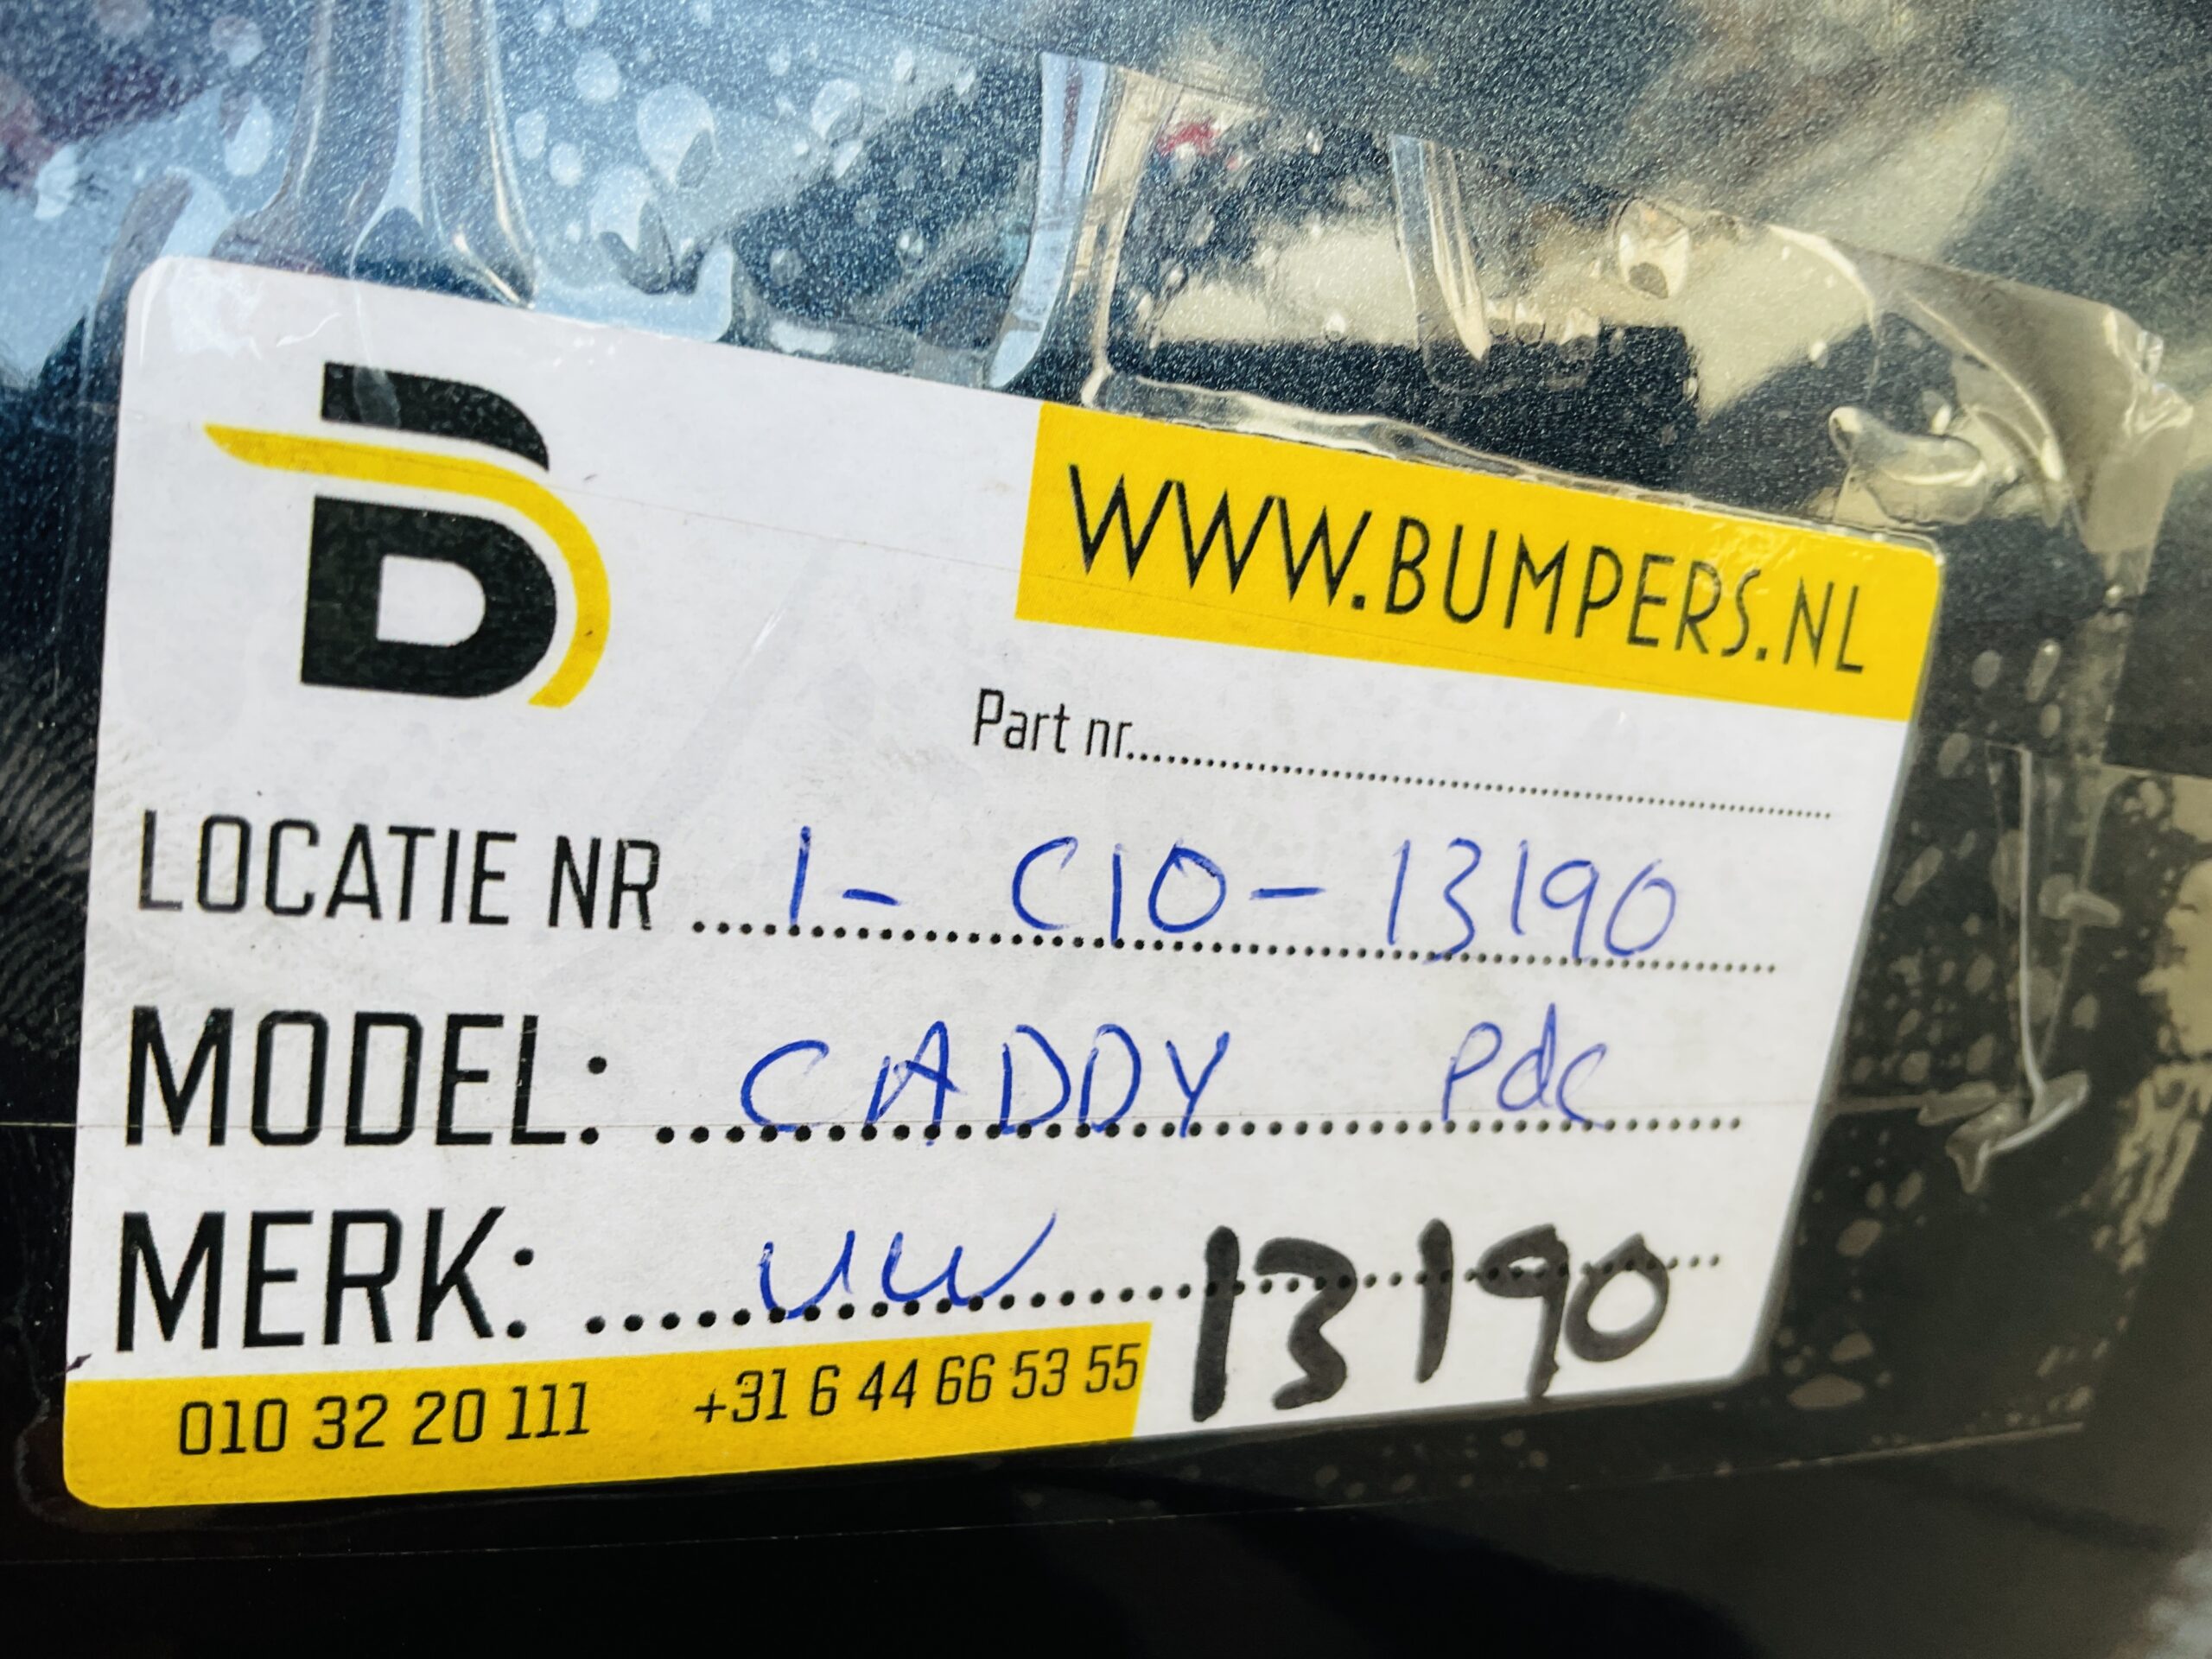 B
WWW.BUMPERS.NL
Part nr.
LOCATIE NR 1- C10-13190
MODEL: CADDY Pdc
MERK: VW 13190
010 32 20 111 +31 6 44 66 53 55